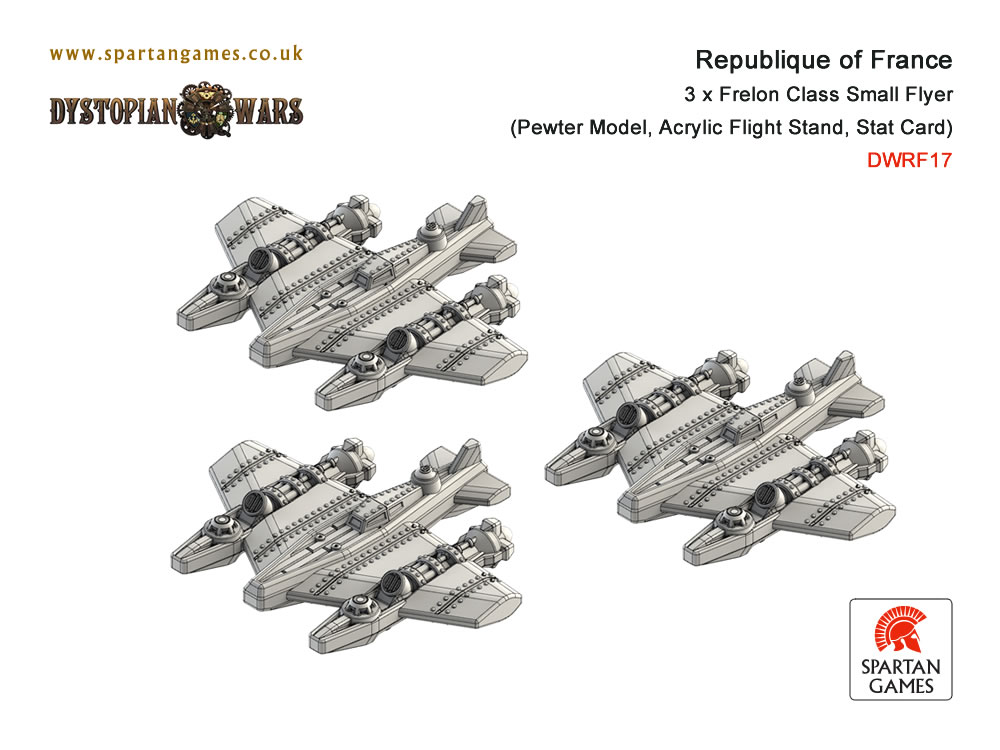 www.spartangames.co.uk
DYSTOPIAN WARS
Republique of France
3 x Frelon Class Small Flyer
(Pewter Model, Acrylic Flight Stand, Stat Card)
DWRF17
SPARTAN
GAMES